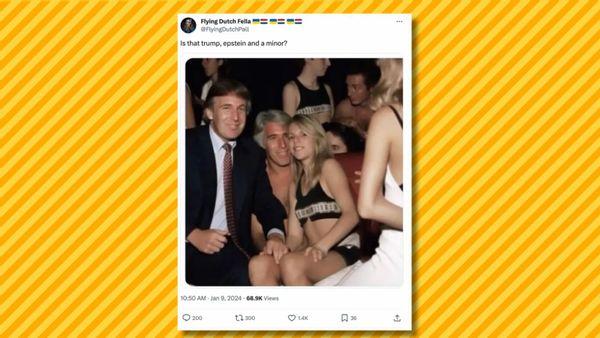 Flying Dutch Fella
@FlyingDutchPail
Is that trump, epstein and a minor?
10:50 AM · Jan 9, 2024 · 68.9K Views
200 300 1.4K 36